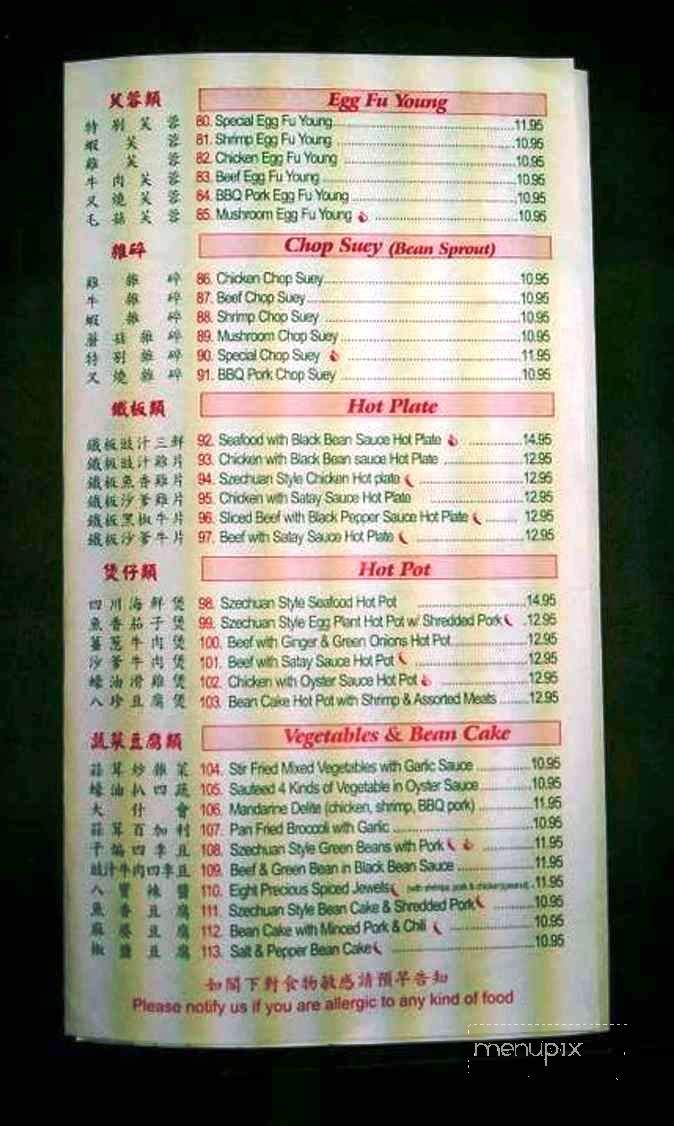 芙蓉類 Egg Fu Young
特別芙蓉 80. Special Egg Fu Young 11.95
蝦芙蓉 81. Shrimp Egg Fu Young 10.95
雞芙蓉 82. Chicken Egg Fu Young 10.95
牛肉芙蓉 83. Beef Egg Fu Young 10.95
叉燒芙蓉 84. BBQ Pork Egg Fu Young 10.95
毛菇芙蓉 85. Mushroom Egg Fu Young 10.95
雜碎 Chop Suey (Bean Sprout)
雞雜碎 86. Chicken Chop Suey 10.95
牛雜碎 87. Beef Chop Suey 10.95
蝦雜碎 88. Shrimp Chop Suey 10.95
蘑菇雜碎 89. Mushroom Chop Suey 10.95
特別雜碎 90. Special Chop Suey 11.95
叉燒雜碎 91. BBQ Pork Chop Suey 10.95
鐵板類 Hot Plate
鐵板豉汁三鮮 92. Seafood with Black Bean Sauce Hot Plate 14.95
鐵板豉汁雞片 93. Chicken with Black Bean sauce Hot Plate 12.95
鐵板魚香雞片 94. Szechuan Style Chicken Hot plate 12.95
鐵板沙爹雞片 95. Chicken with Satay Sauce Hot Plate 12.95
鐵板黑椒牛片 96. Sliced Beef with Black Pepper Sauce Hot Plate 12.95
鐵板沙爹牛片 97. Beef with Satay Sauce Hot Plate 12.95
煲仔類 Hot Pot
四川海鮮煲 98. Szechuan Style Seafood Hot Pot 14.95
魚香茄子煲 99. Szechuan Style Egg Plant Hot Pot w/ Shredded Pork 12.95
薑蔥牛肉煲 100. Beef with Ginger & Green Onions Hot Pot 12.95
沙爹牛肉煲 101. Beef with Satay Sauce Hot Pot 12.95
蠔油滑雞煲 102. Chicken with Oyster Sauce Hot Pot 12.95
八珍豆腐煲 103. Bean Cake Hot Pot with Shrimp & Assorted Meats 12.95
蔬菜豆腐類 Vegetables & Bean Cake
蒜茸炒雜菜 104. Stir Fried Mixed Vegetables with Garlic Sauce 10.95
蠔油扒四蔬 105. Sauteed 4 Kinds of Vegetable in Oyster Sauce 10.95
大什會 106. Mandarine Delite (chicken, shrimp, BBQ pork) 11.95
蒜茸百加利 107. Pan Fried Broccoli with Garlic 10.95
干煸四季豆 108. Szechuan Style Green Beans with Pork 11.95
豉汁牛肉四季豆 109. Beef & Green Bean in Black Bean Sauce 11.95
八寶辣醬 110. Eight Precious Spiced Jewels 11.95
魚香豆腐 111. Szechuan Style Bean Cake & Shredded Pork 10.95
麻婆豆腐 112. Bean Cake with Minced Pork & Chili 10.95
椒鹽豆腐 113. Salt & Pepper Bean Cake 10.95
如閣下對食物敏感請預早告知
Please notify us if you are allergic to any kind of food
menupix